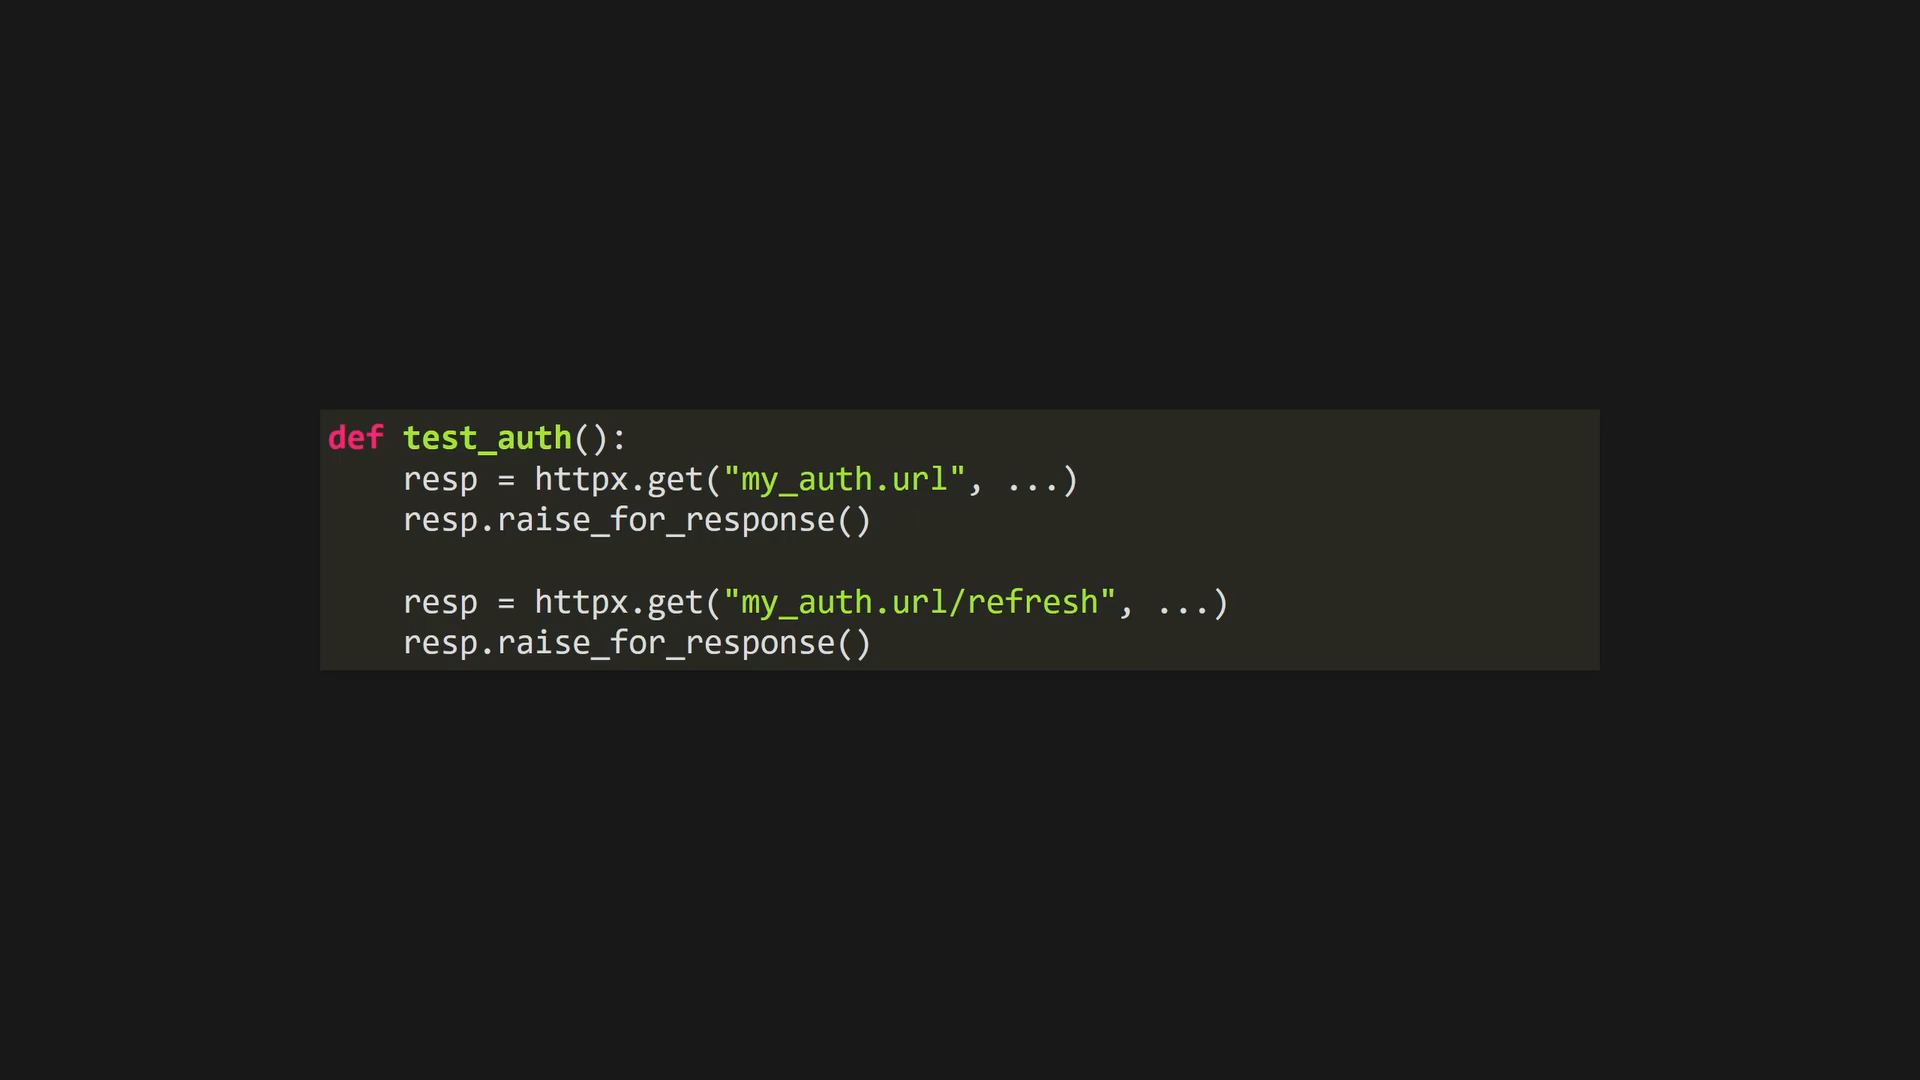 def test_auth():
    resp = httpx.get("my_auth.url", ...)
    resp.raise_for_response()

    resp = httpx.get("my_auth.url/refresh", ...)
    resp.raise_for_response()